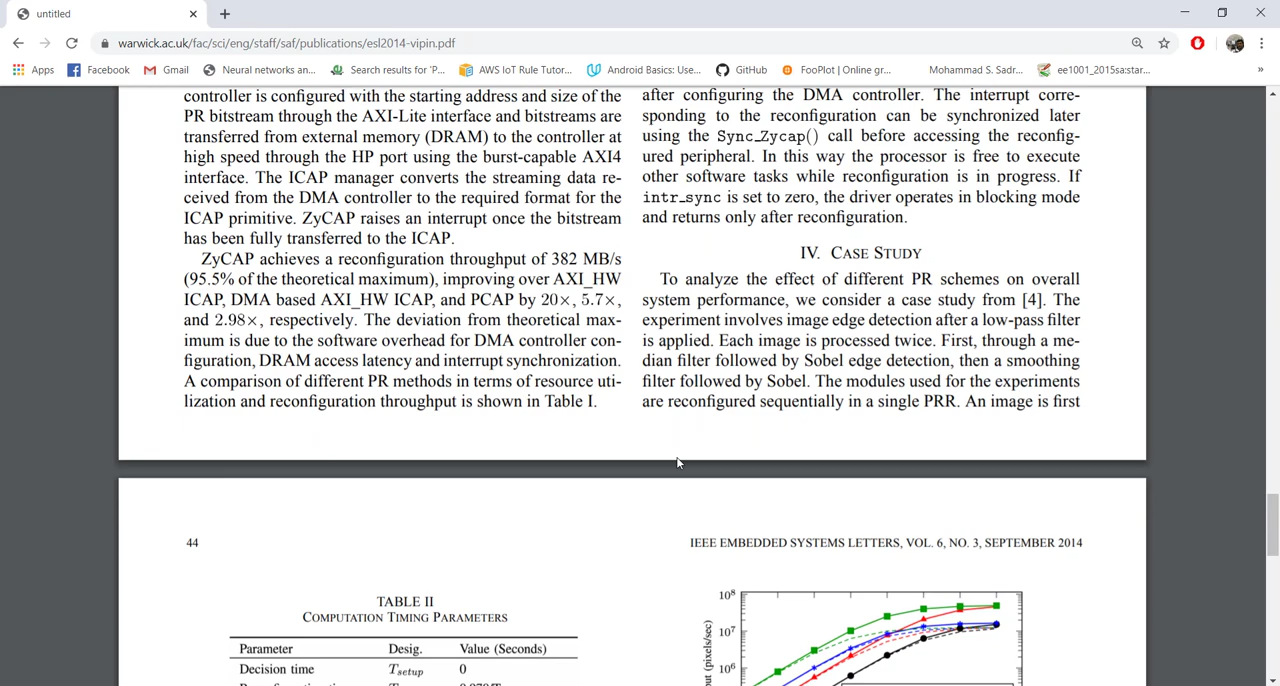 untitled
warwick.ac.uk/fac/sci/eng/staff/saf/publications/esl2014-vipin.pdf
Apps Facebook Gmail Neural networks an... Search results for 'P... AWS IoT Rule Tutor... Android Basics: Use... GitHub FooPlot | Online gr... Mohammad S. Sadr... ee1001_2015sa:star... »
controller is configured with the starting address and size of the
PR bitstream through the AXI-Lite interface and bitstreams are
transferred from external memory (DRAM) to the controller at
high speed through the HP port using the burst-capable AXI4
interface. The ICAP manager converts the streaming data re-
ceived from the DMA controller to the required format for the
ICAP primitive. ZyCAP raises an interrupt once the bitstream
has been fully transferred to the ICAP.
ZyCAP achieves a reconfiguration throughput of 382 MB/s
(95.5% of the theoretical maximum), improving over AXI_HW
ICAP, DMA based AXI_HW ICAP, and PCAP by 20×, 5.7×,
and 2.98×, respectively. The deviation from theoretical max-
imum is due to the software overhead for DMA controller con-
figuration, DRAM access latency and interrupt synchronization.
A comparison of different PR methods in terms of resource uti-
lization and reconfiguration throughput is shown in Table I.
after configuring the DMA controller. The interrupt corre-
sponding to the reconfiguration can be synchronized later
using the Sync_Zycap() call before accessing the reconfig-
ured peripheral. In this way the processor is free to execute
other software tasks while reconfiguration is in progress. If
intr_sync is set to zero, the driver operates in blocking mode
and returns only after reconfiguration.
IV. CASE STUDY
To analyze the effect of different PR schemes on overall
system performance, we consider a case study from [4]. The
experiment involves image edge detection after a low-pass filter
is applied. Each image is processed twice. First, through a me-
dian filter followed by Sobel edge detection, then a smoothing
filter followed by Sobel. The modules used for the experiments
are reconfigured sequentially in a single PRR. An image is first
44
IEEE EMBEDDED SYSTEMS LETTERS, VOL. 6, NO. 3, SEPTEMBER 2014
TABLE II
COMPUTATION TIMING PARAMETERS
Parameter Desig. Value (Seconds)
Decision time T_setup 0
10^8
10^7
10^6
(pixels/sec)